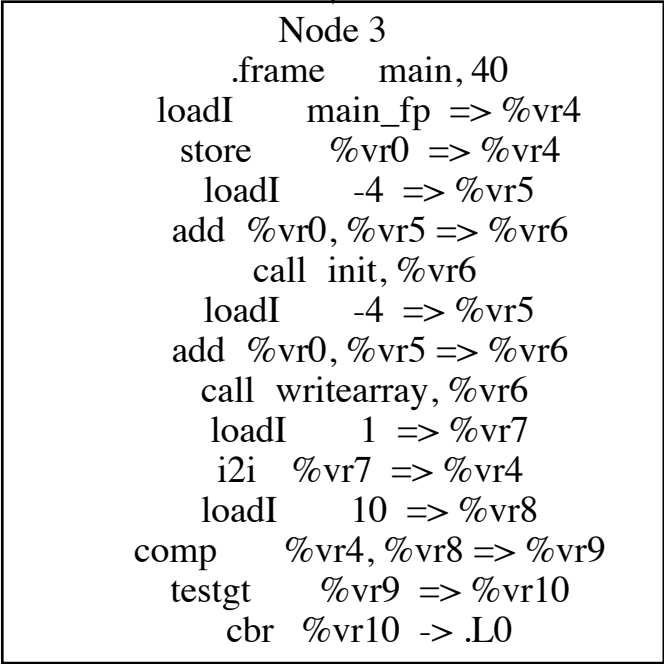 Node 3
.frame main, 40
loadI main_fp => %vr4
store %vr0 => %vr4
loadI -4 => %vr5
add %vr0, %vr5 => %vr6
call init, %vr6
loadI -4 => %vr5
add %vr0, %vr5 => %vr6
call writearray, %vr6
loadI 1 => %vr7
i2i %vr7 => %vr4
loadI 10 => %vr8
comp %vr4, %vr8 => %vr9
testgt %vr9 => %vr10
cbr %vr10 -> .L0